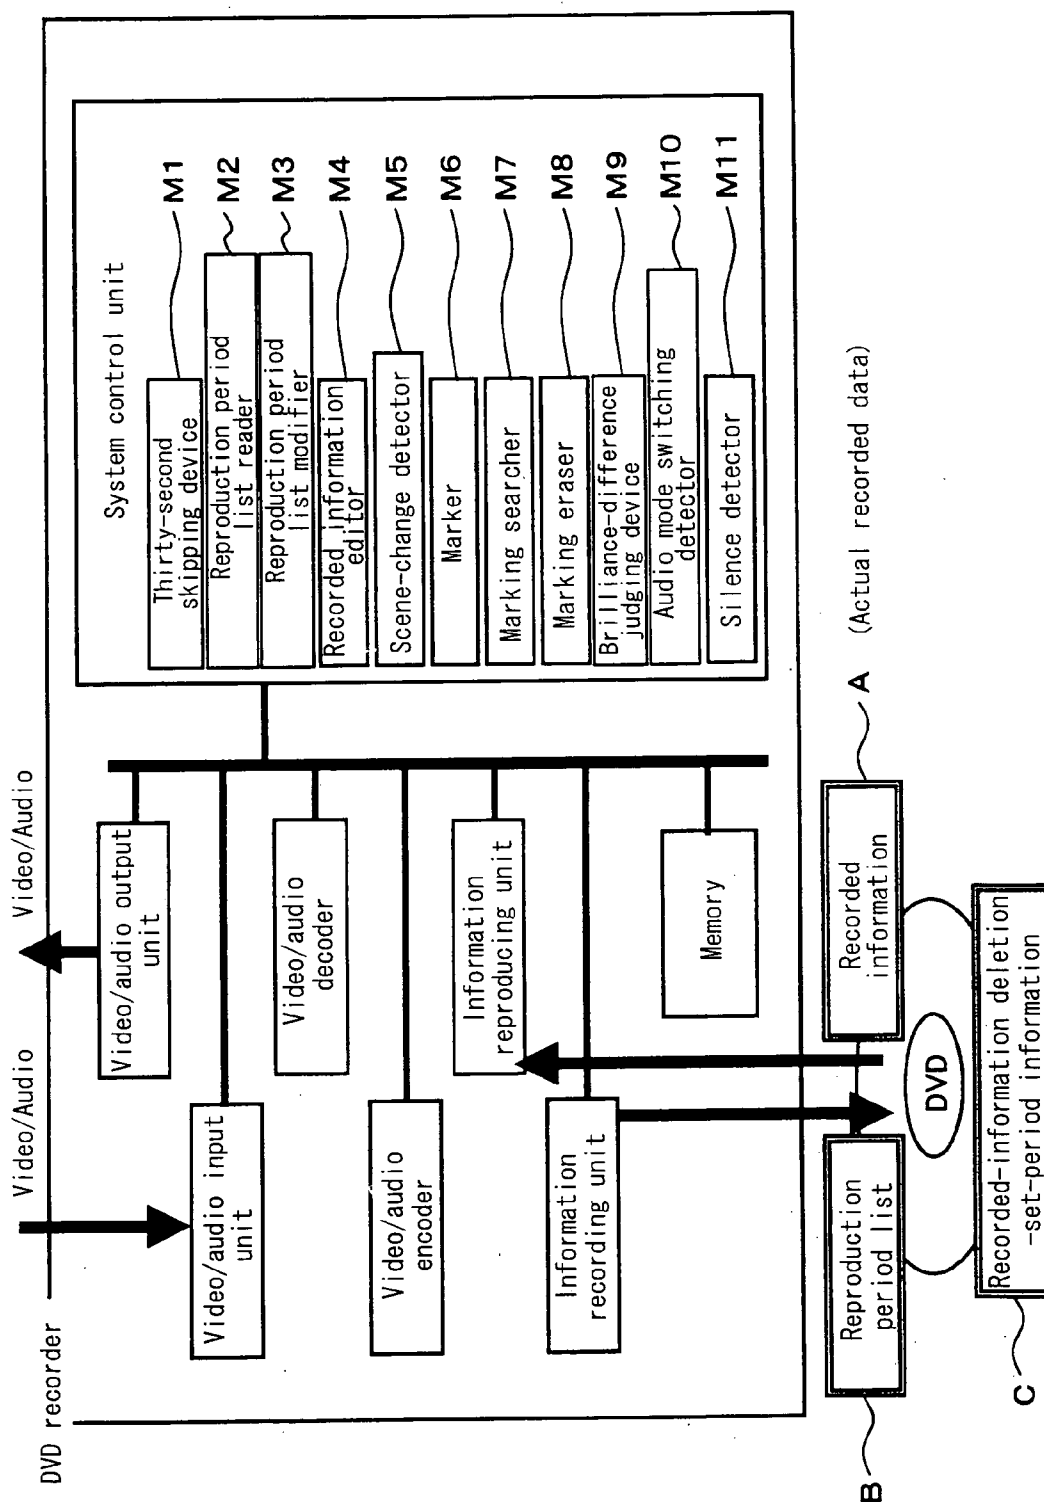 DVD recorder
Video/Audio
Video/Audio
Video/audio input
unit
Video/audio output
unit
Video/audio
encoder
Video/audio
decoder
Information
recording unit
Information
reproducing unit
Memory
System control unit
Thirty-second
skipping device
M1
Reproduction period
list reader
M2
Reproduction period
list modifier
M3
Recorded information
editor
M4
Scene-change detector
M5
Marker
M6
Marking searcher
M7
Marking eraser
M8
Brilliance-difference
judging device
M9
Audio mode switching
detector
M10
Silence detector
M11
B
Reproduction
period list
DVD
Recorded
information
A
(Actual recorded data)
C
Recorded-information deletion
-set-period information